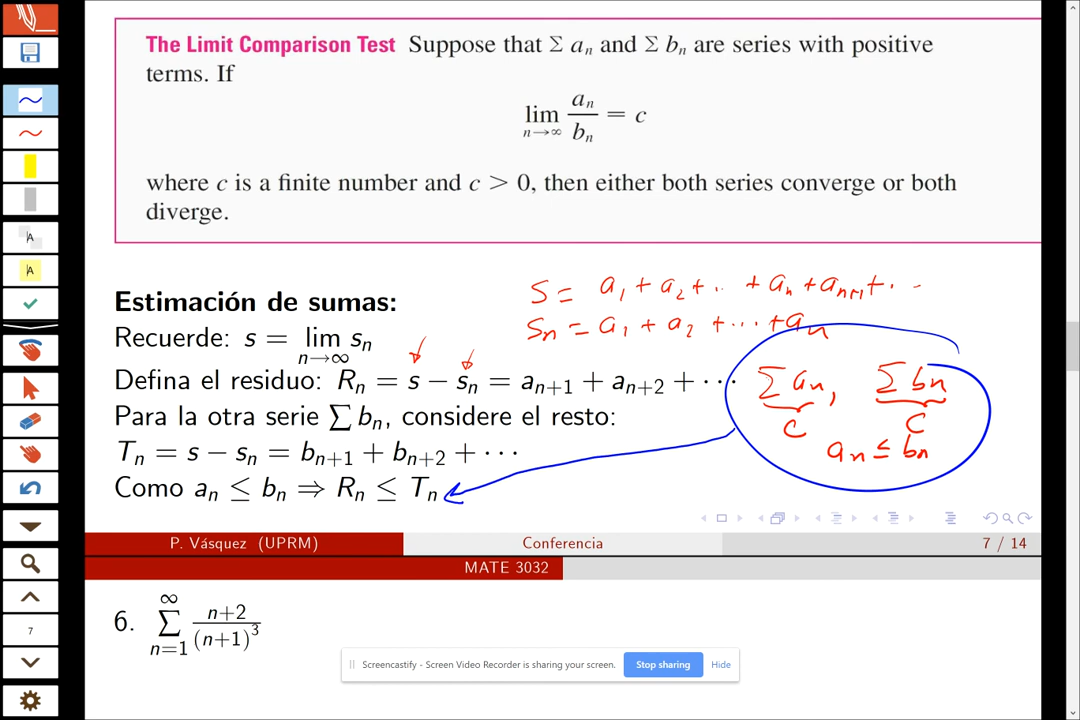 The Limit Comparison Test Suppose that Σ aₙ and Σ bₙ are series with positive
terms. If
lim n→∞ aₙ/bₙ = c
where c is a finite number and c > 0, then either both series converge or both
diverge.
S = a₁ + a₂ + ·· + aₙ + aₙ₊₁ + ·· ·
Estimación de sumas:
Sₙ = a₁ + a₂ + ··· + aₙ
Recuerde: s = lim n→∞ sₙ
Defina el residuo: Rₙ = s − sₙ = aₙ₊₁ + aₙ₊₂ + ···
Σ aₙ, Σ bₙ
C C
aₙ ≤ bₙ
Para la otra serie ∑ bₙ, considere el resto:
Tₙ = s − sₙ = bₙ₊₁ + bₙ₊₂ + ···
Como aₙ ≤ bₙ ⇒ Rₙ ≤ Tₙ
P. Vásquez (UPRM) Conferencia 7 / 14
MATE 3032
6. ∑ n=1 ∞ n+2/(n+1)³
Screencastify - Screen Video Recorder is sharing your screen. Stop sharing Hide
A
A
7